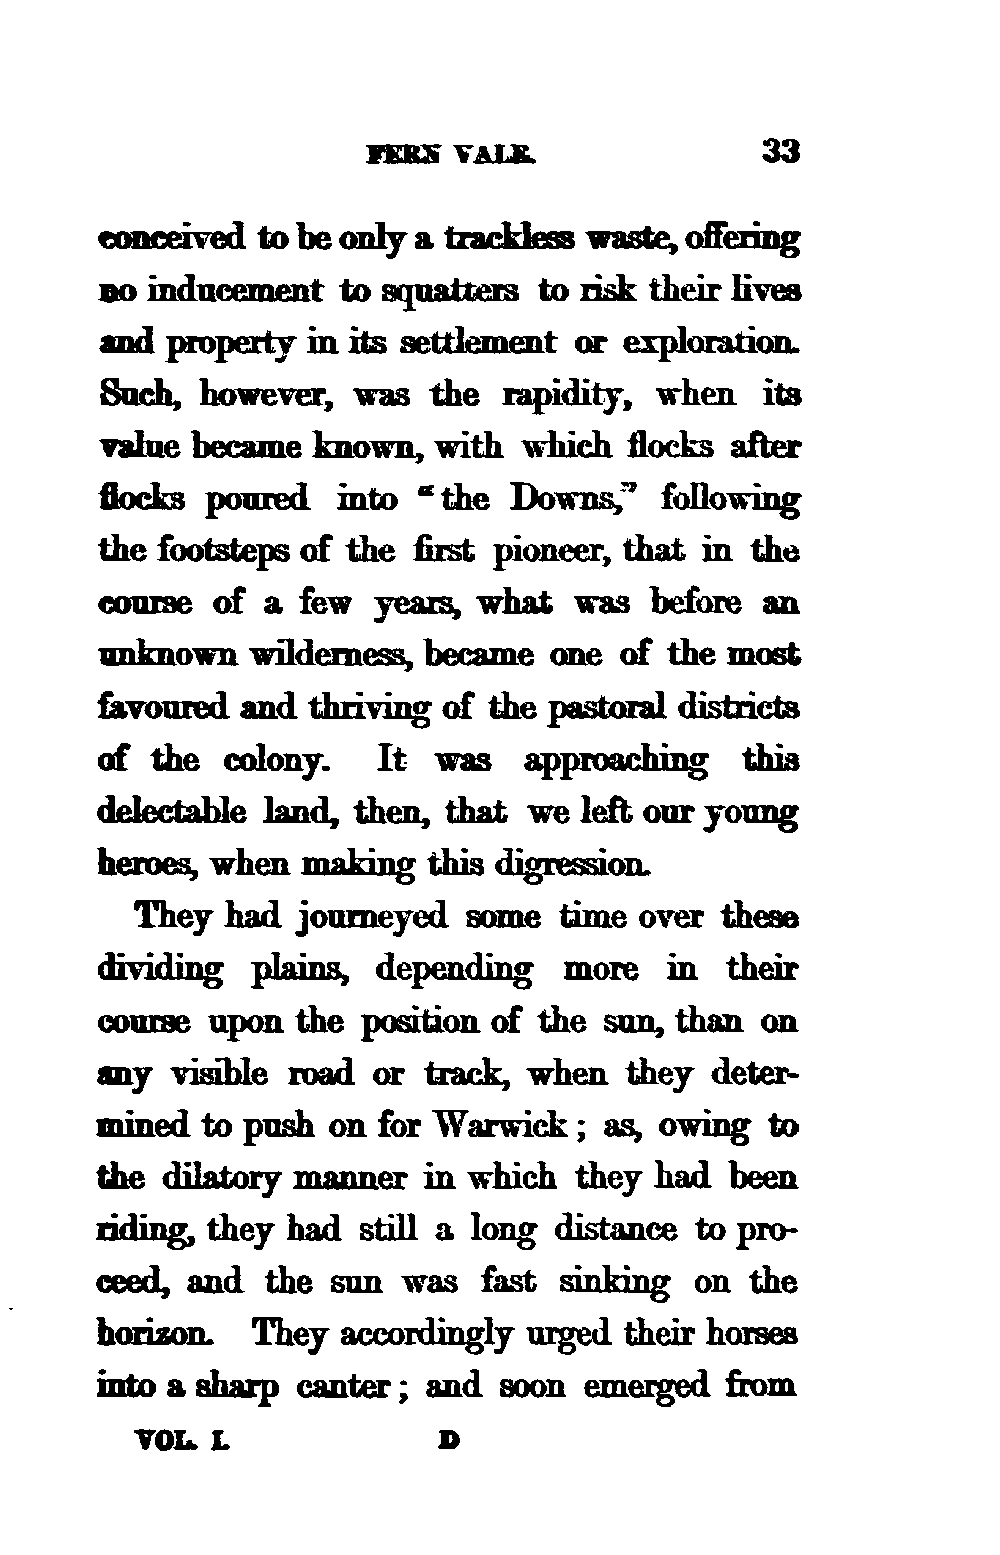 FERN VALE. 33
conceived to be only a trackless waste, offering
no inducement to squatters to risk their lives
and property in its settlement or exploration.
Such, however, was the rapidity, when its
value became known, with which flocks after
flocks poured into “the Downs,” following
the footsteps of the first pioneer, that in the
course of a few years, what was before an
unknown wilderness, became one of the most
favoured and thriving of the pastoral districts
of the colony. It was approaching this
delectable land, then, that we left our young
heroes, when making this digression.
They had journeyed some time over these
dividing plains, depending more in their
course upon the position of the sun, than on
any visible road or track, when they deter-
mined to push on for Warwick; as, owing to
the dilatory manner in which they had been
riding, they had still a long distance to pro-
ceed, and the sun was fast sinking on the
horizon. They accordingly urged their horses
into a sharp canter; and soon emerged from
VOL. I. D